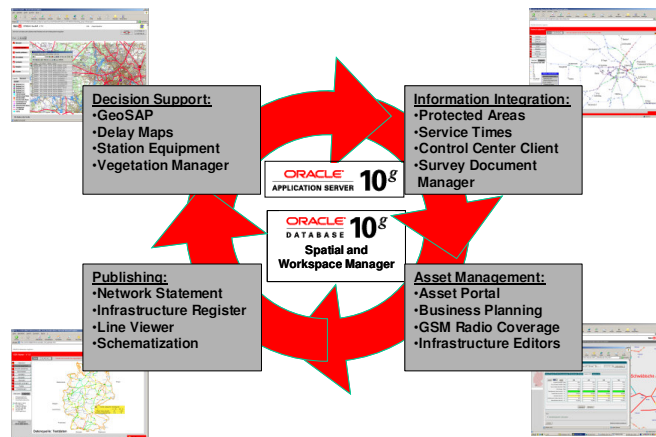 Decision Support:
•GeoSAP
•Delay Maps
•Station Equipment
•Vegetation Manager
Information Integration:
•Protected Areas
•Service Times
•Control Center Client
•Survey Document
Manager
ORACLE
APPLICATION SERVER 10g
ORACLE
DATABASE 10g
Spatial and
Workspace Manager
Publishing:
•Network Statement
•Infrastructure Register
•Line Viewer
•Schematization
Asset Management:
•Asset Portal
•Business Planning
•GSM Radio Coverage
•Infrastructure Editors